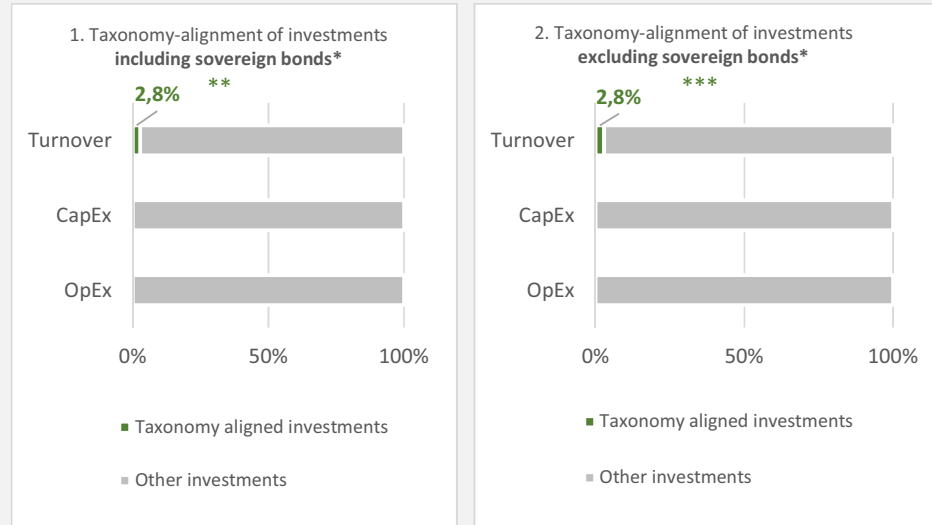 1. Taxonomy-alignment of investments
including sovereign bonds*
**
2,8%
Turnover
CapEx
OpEx
0% 50% 100%
Taxonomy aligned investments
Other investments
2. Taxonomy-alignment of investments
excluding sovereign bonds*
***
2,8%
Turnover
CapEx
OpEx
0% 50% 100%
Taxonomy aligned investments
Other investments